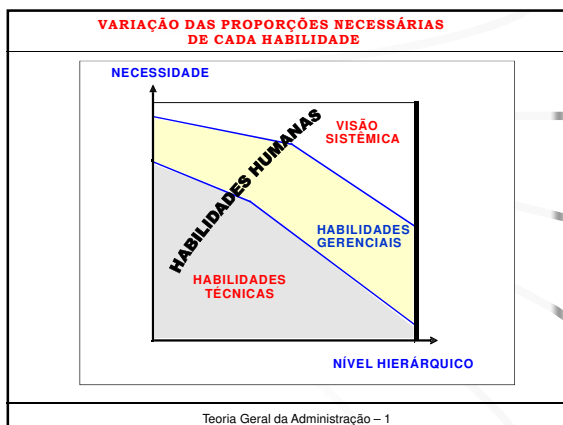 VARIAÇÃO DAS PROPORÇÕES NECESSÁRIAS
DE CADA HABILIDADE
NECESSIDADE
VISÃO
SISTÊMICA
HABILIDADES HUMANAS
HABILIDADES
GERENCIAIS
HABILIDADES
TÉCNICAS
NÍVEL HIERÁRQUICO
Teoria Geral da Administração – 1